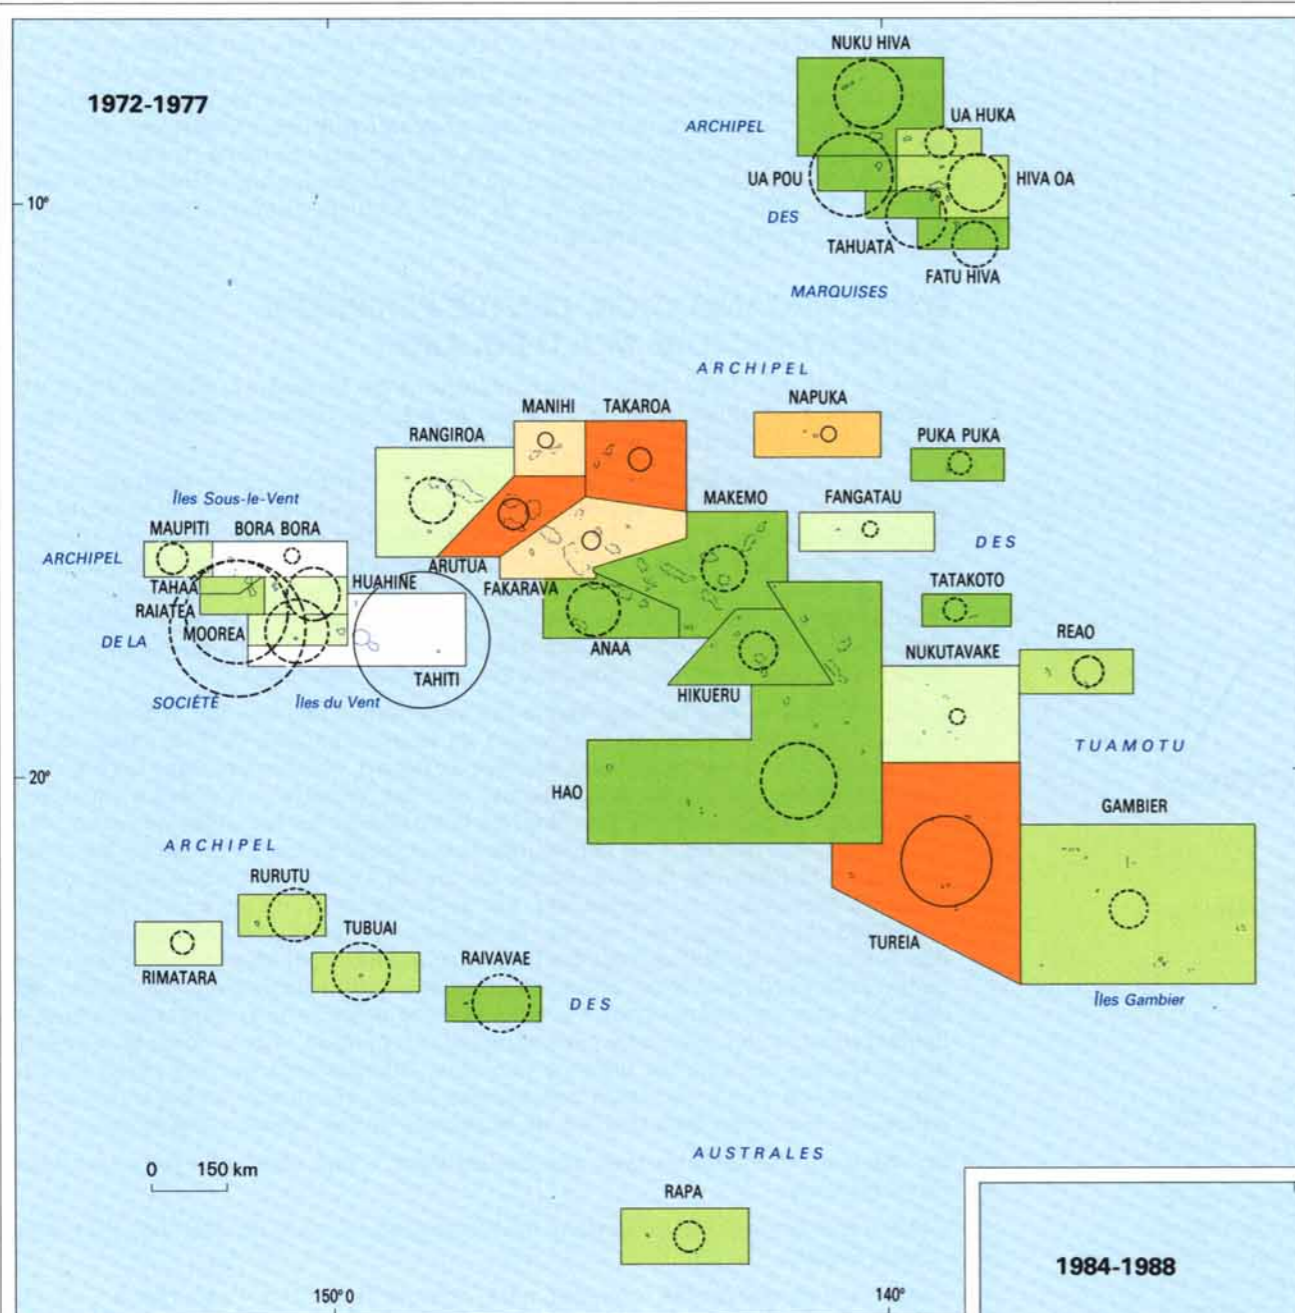 1972-1977
NUKU HIVA
ARCHIPEL
UA HUKA
UA POU
HIVA OA
10°
DES
TAHUATA
FATU HIVA
MARQUISES
ARCHIPEL
NAPUKA
MANIHI
TAKAROA
RANGIROA
PUKA PUKA
Îles Sous-le-Vent
MAKEMO
FANGATAU
MAUPITI
BORA BORA
ARCHIPEL
DES
ARUTUA
TAHAA
HUAHINE
FAKARAVA
TATAKOTO
RAIATEA
MOOREA
REAO
DE LA
ANAA
NUKUTAVAKE
TAHITI
HIKUERU
SOCIÉTÉ
Îles du Vent
TUAMOTU
20°
HAO
GAMBIER
ARCHIPEL
RURUTU
TUBUAI
TUREIA
RAIVAVAE
RIMATARA
DES
Îles Gambier
AUSTRALES
0 150 km
RAPA
1984-1988
150° 0
140°